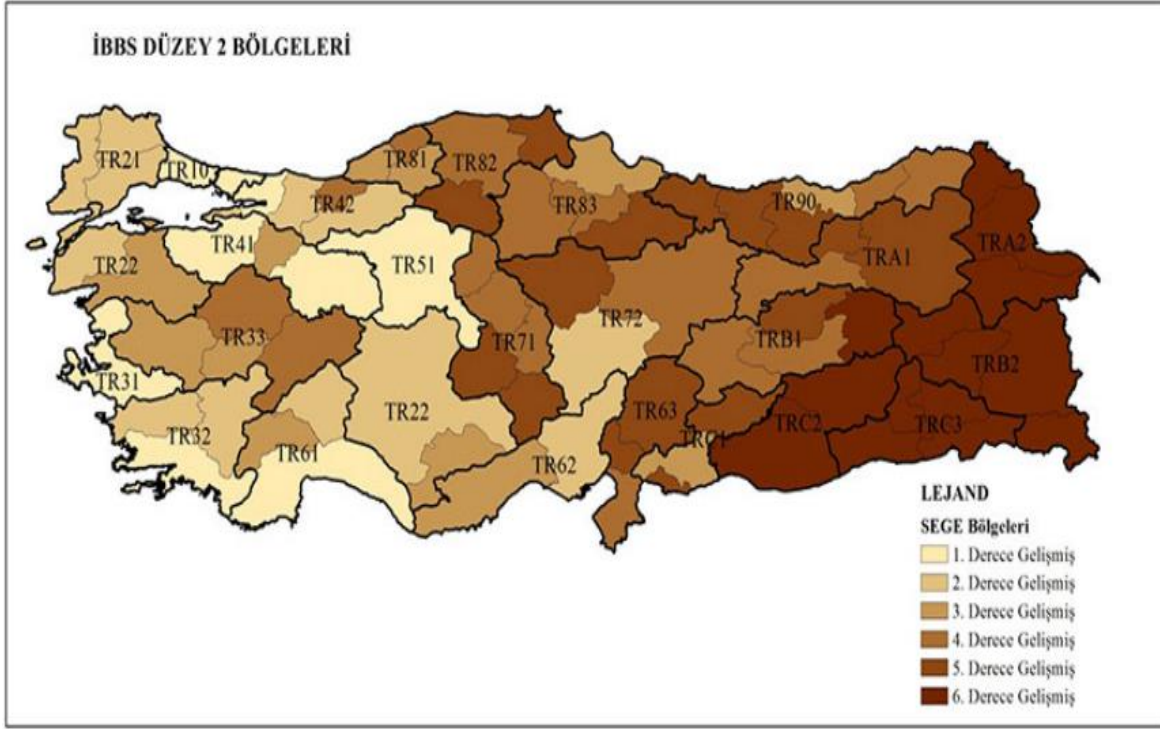 İBBS DÜZEY 2 BÖLGELERİ
TR21
TR10
TR81
TR82
TR42
TR83
TR90
TR41
TR22
TR51
TRA1
TRA2
TR33
TR72
TR71
TRB1
TRB2
TR31
TR22
TR63
TRC2
TRC3
TR32
TR61
TR62
TRC1
LEJAND
SEGE Bölgeleri
1. Derece Gelişmiş
2. Derece Gelişmiş
3. Derece Gelişmiş
4. Derece Gelişmiş
5. Derece Gelişmiş
6. Derece Gelişmiş